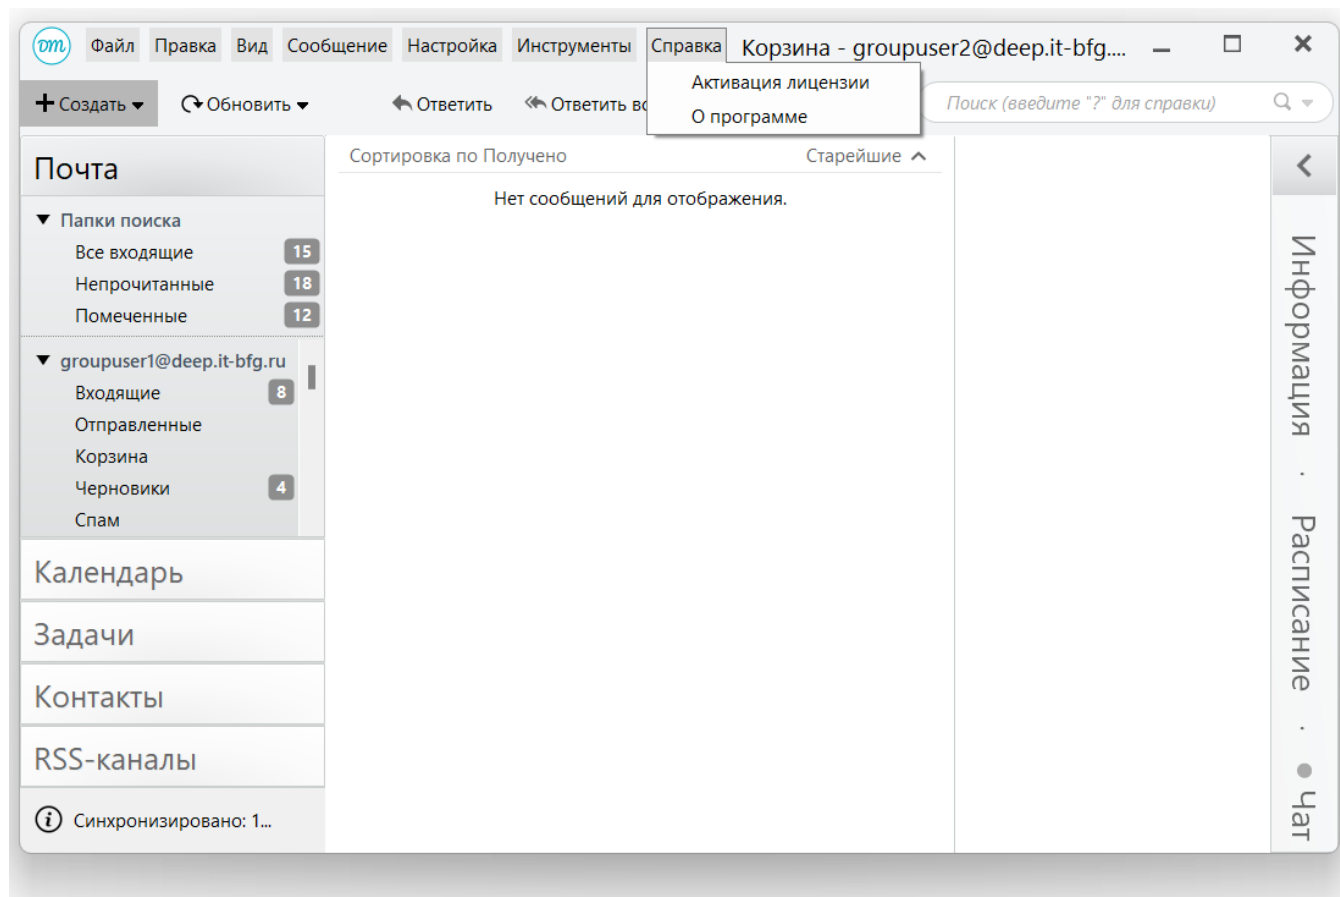 dm Файл Правка Вид Сообщение Настройка Инструменты Справка Корзина - groupuser2@deep.it-bfg....
Активация лицензии
О программе
Создать Обновить Ответить Ответить вс Поиск (введите "?" для справки)
Почта
Папки поиска
Все входящие 15
Непрочитанные 18
Помеченные 12
groupuser1@deep.it-bfg.ru
Входящие 8
Отправленные
Корзина
Черновики 4
Спам
Календарь
Задачи
Контакты
RSS-каналы
Синхронизировано: 1...
Сортировка по Получено Старейшие
Нет сообщений для отображения.
Информация · Расписание · Чат